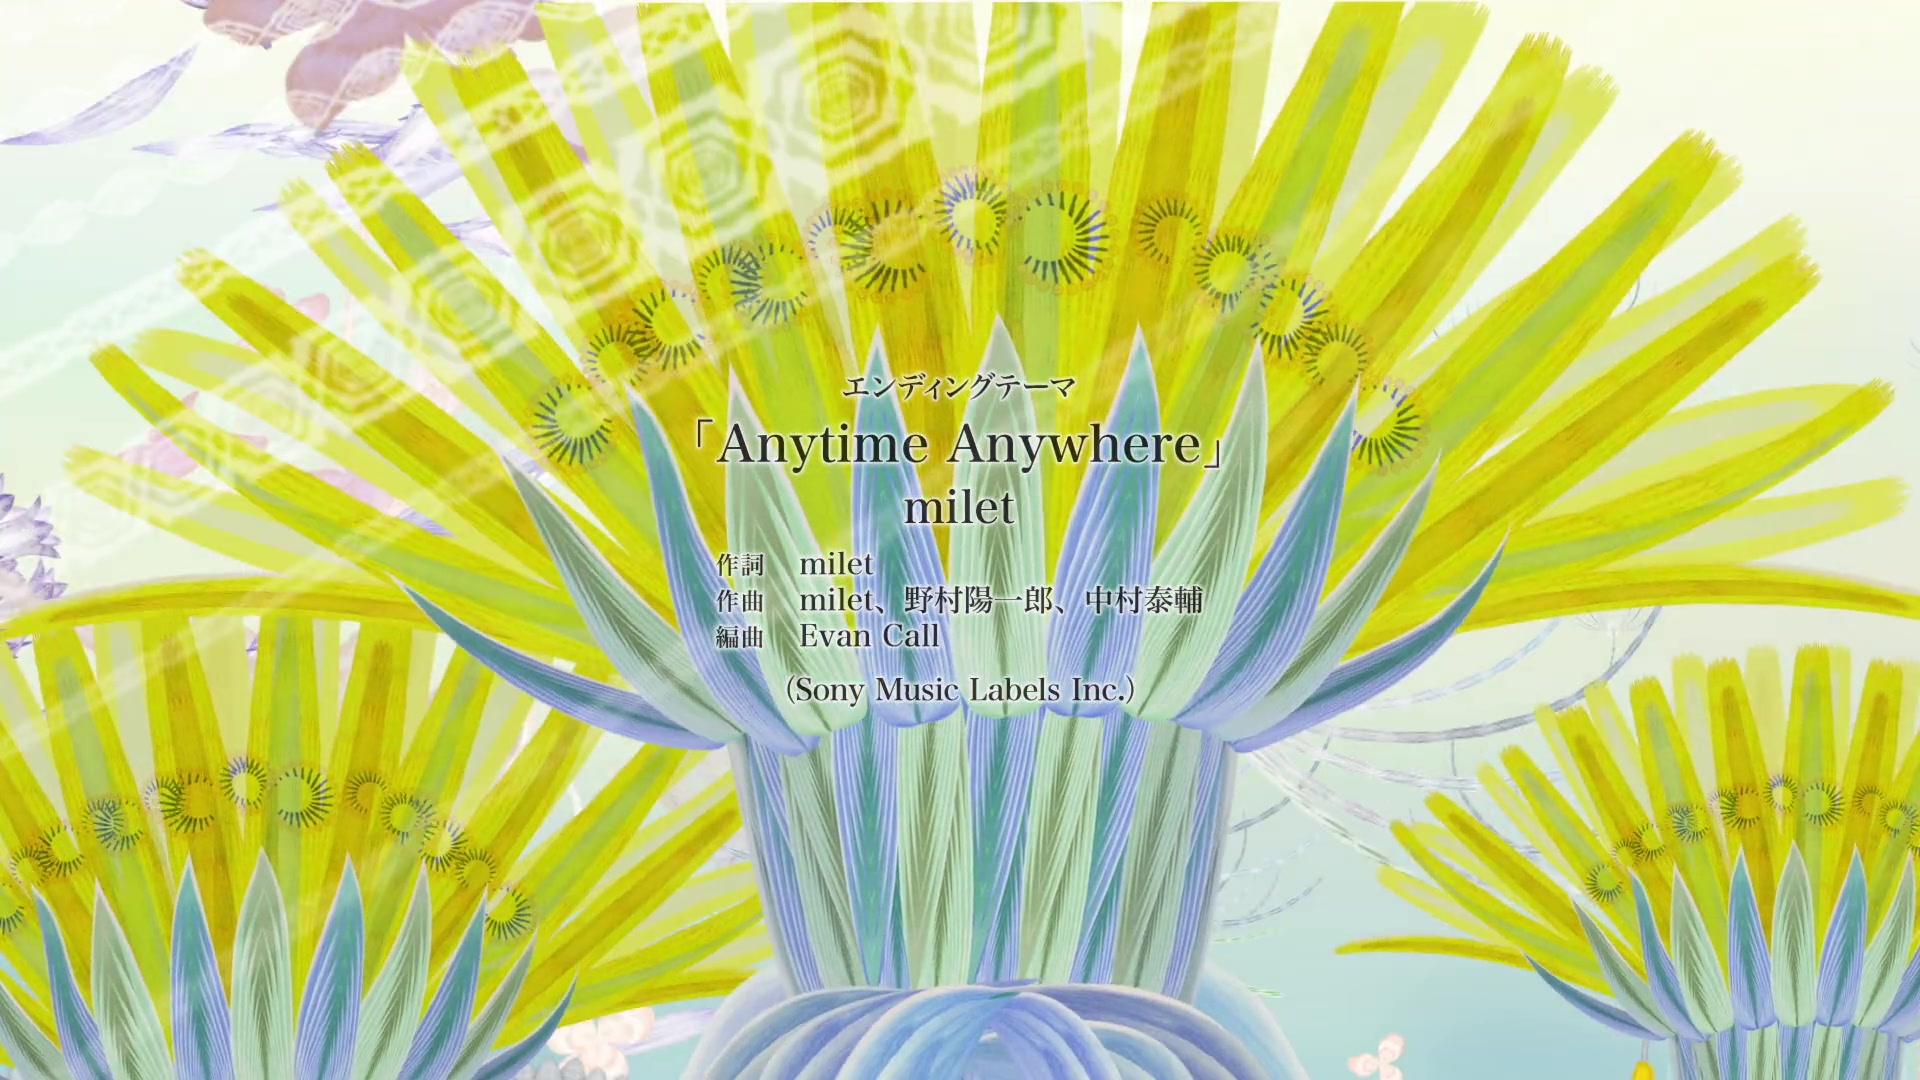 エンディングテーマ
「Anytime Anywhere」
milet
作詞 milet
作曲 milet、野村陽一郎、中村泰輔
編曲 Evan Call
(Sony Music Labels Inc.)